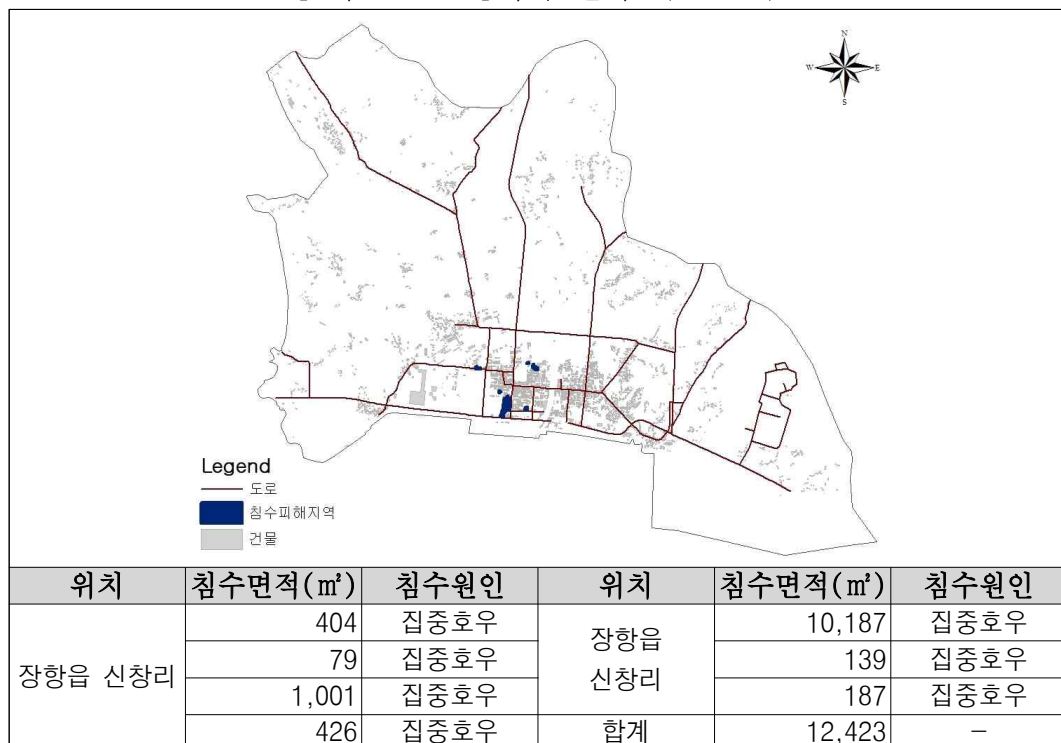 N
W E
S
Legend
도로
침수피해지역
건물
위치 침수면적(㎡) 침수원인 위치 침수면적(㎡) 침수원인
장항읍 신창리 404 집중호우 장항읍 신창리 10,187 집중호우
79 집중호우 139 집중호우
1,001 집중호우 187 집중호우
426 집중호우 합계 12,423 –